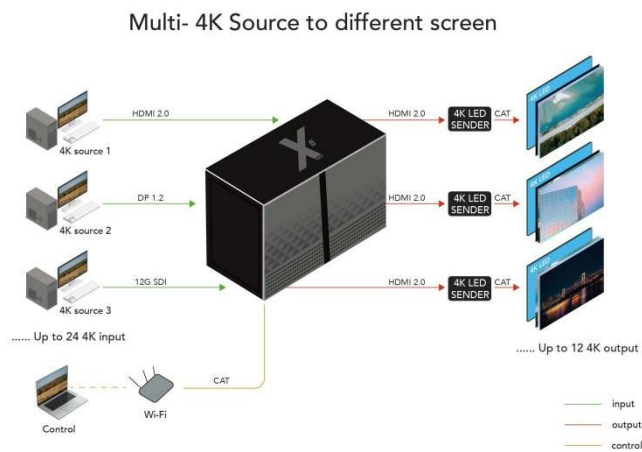 Multi- 4K Source to different screen
HDMI 2.0
4K source 1
DP 1.2
4K source 2
12G SDI
4K source 3
...... Up to 24 4K input
CAT
Wi-Fi
Control
X
HDMI 2.0
4K LED
SENDER
CAT
4K LED
HDMI 2.0
4K LED
SENDER
CAT
4K LED
HDMI 2.0
4K LED
SENDER
CAT
4K LED
...... Up to 12 4K output
input
output
control